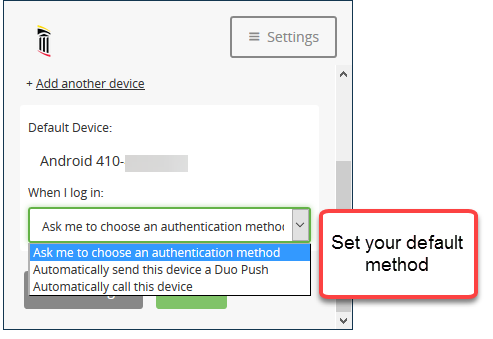 ≡ Settings
+ Add another device
Default Device:
Android 410-
When I log in:
Ask me to choose an authentication
Ask me to choose an authentication method
Automatically send this device a Duo Push
Automatically call this device
Set your default
method